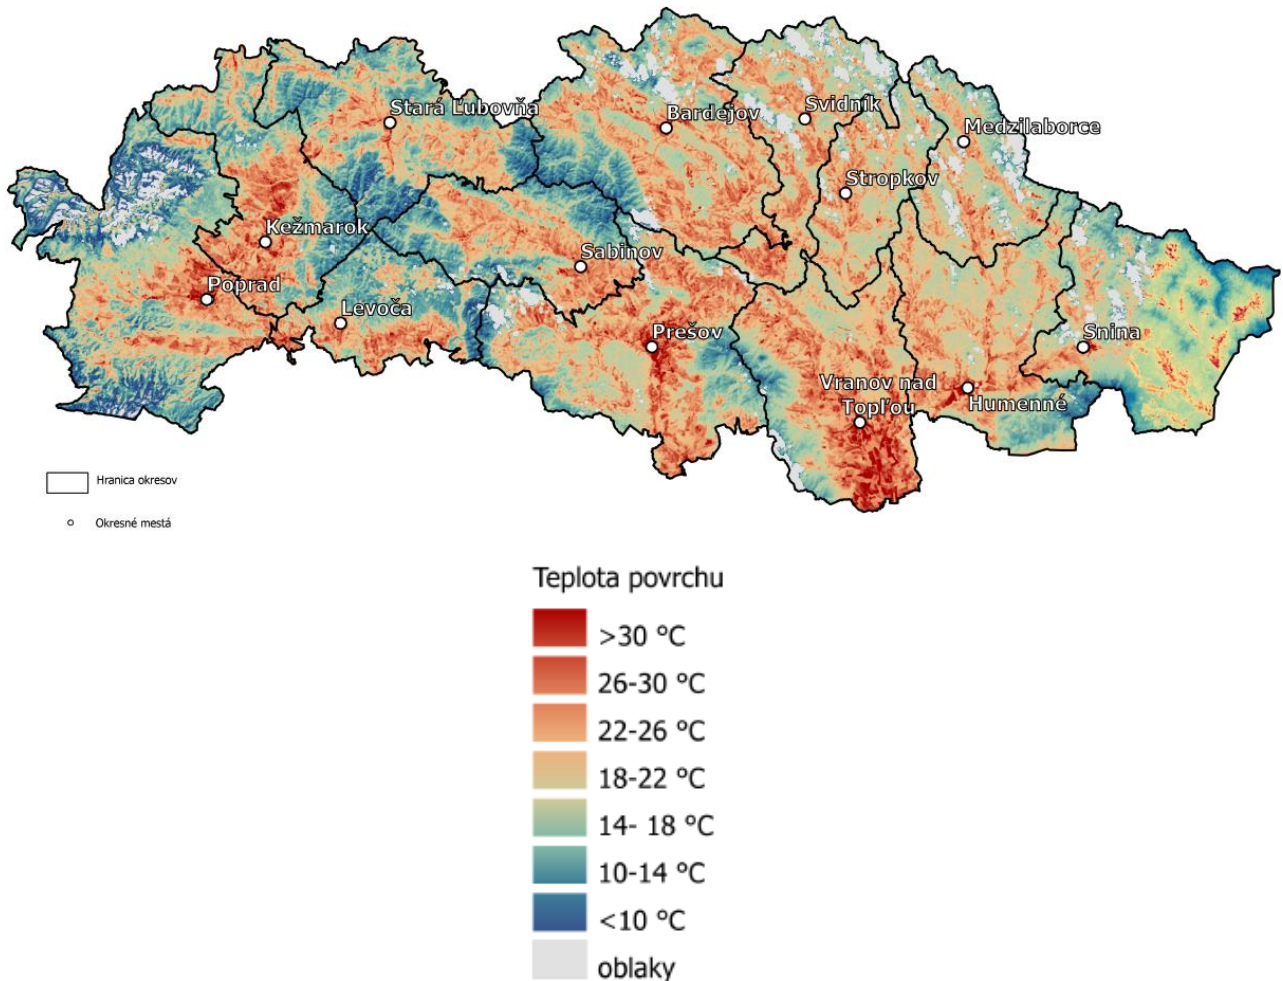 Stará Ľubovňa
Bardejov
Svidník
Medzilaborce
Stropkov
Kežmarok
Sabinov
Poprad
Levoča
Prešov
Snina
Vranov nad
Topľou
Humenné
Hranica okresov
Okresné mestá
Teplota povrchu
>30 °C
26-30 °C
22-26 °C
18-22 °C
14- 18 °C
10-14 °C
<10 °C
oblaky